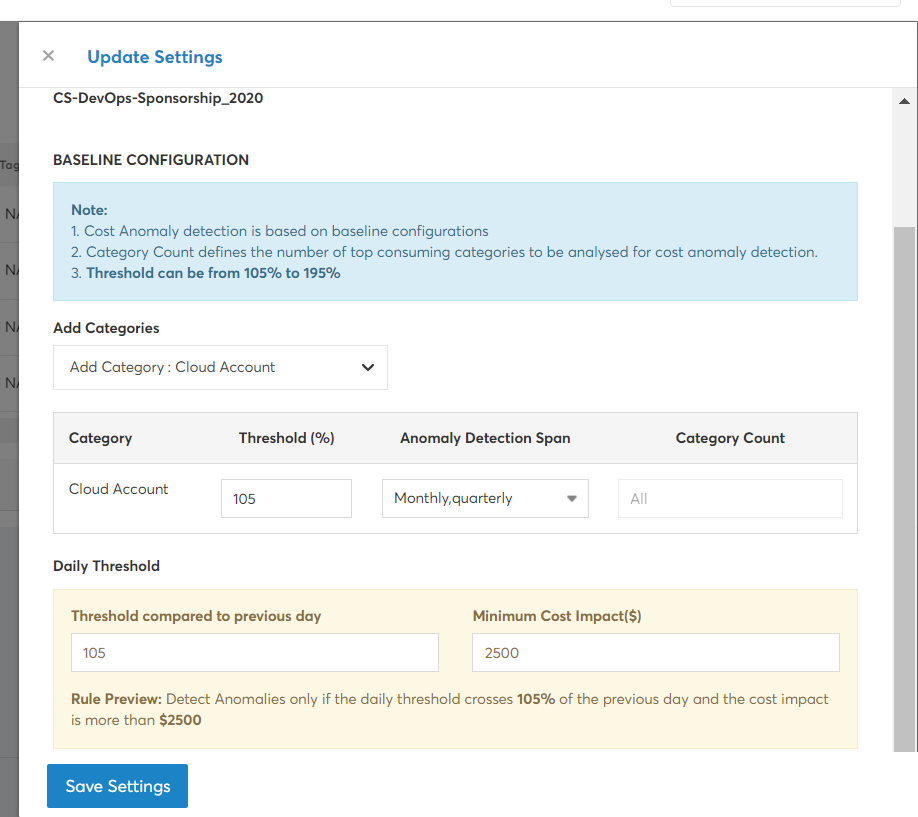 × Update Settings
CS-DevOps-Sponsorship_2020
Tag
BASELINE CONFIGURATION
Note:
NA
1. Cost Anomaly detection is based on baseline configurations
2. Category Count defines the number of top consuming categories to be analysed for cost anomaly detection.
3. Threshold can be from 105% to 195%
NA
Add Categories
NA
Add Category : Cloud Account
NA
Category Threshold (%) Anomaly Detection Span Category Count
Cloud Account 105 Monthly,quarterly All
Daily Threshold
Threshold compared to previous day Minimum Cost Impact($)
105 2500
Rule Preview: Detect Anomalies only if the daily threshold crosses 105% of the previous day and the cost impact
is more than $2500
Save Settings